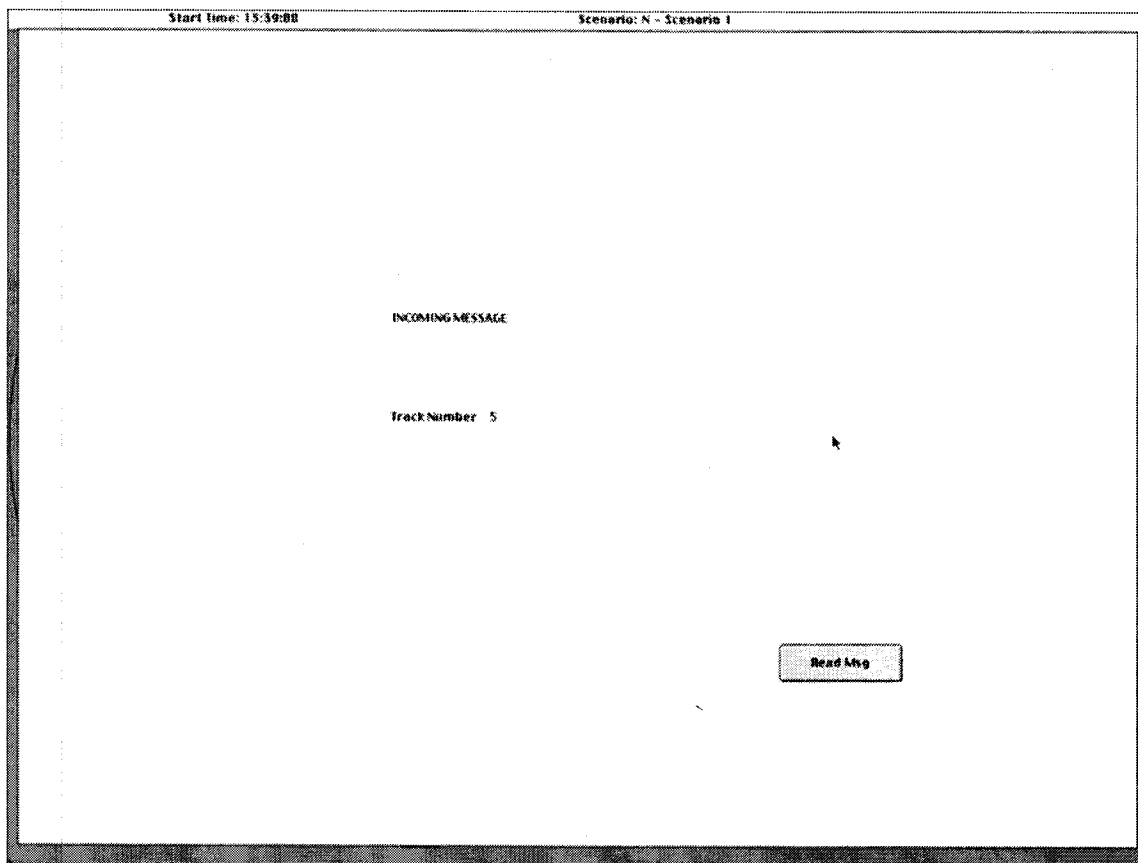 Start Time: 15:39:08 Scenario: N - Scenario 1
INCOMING MESSAGE
Track Number 5
Read Msg